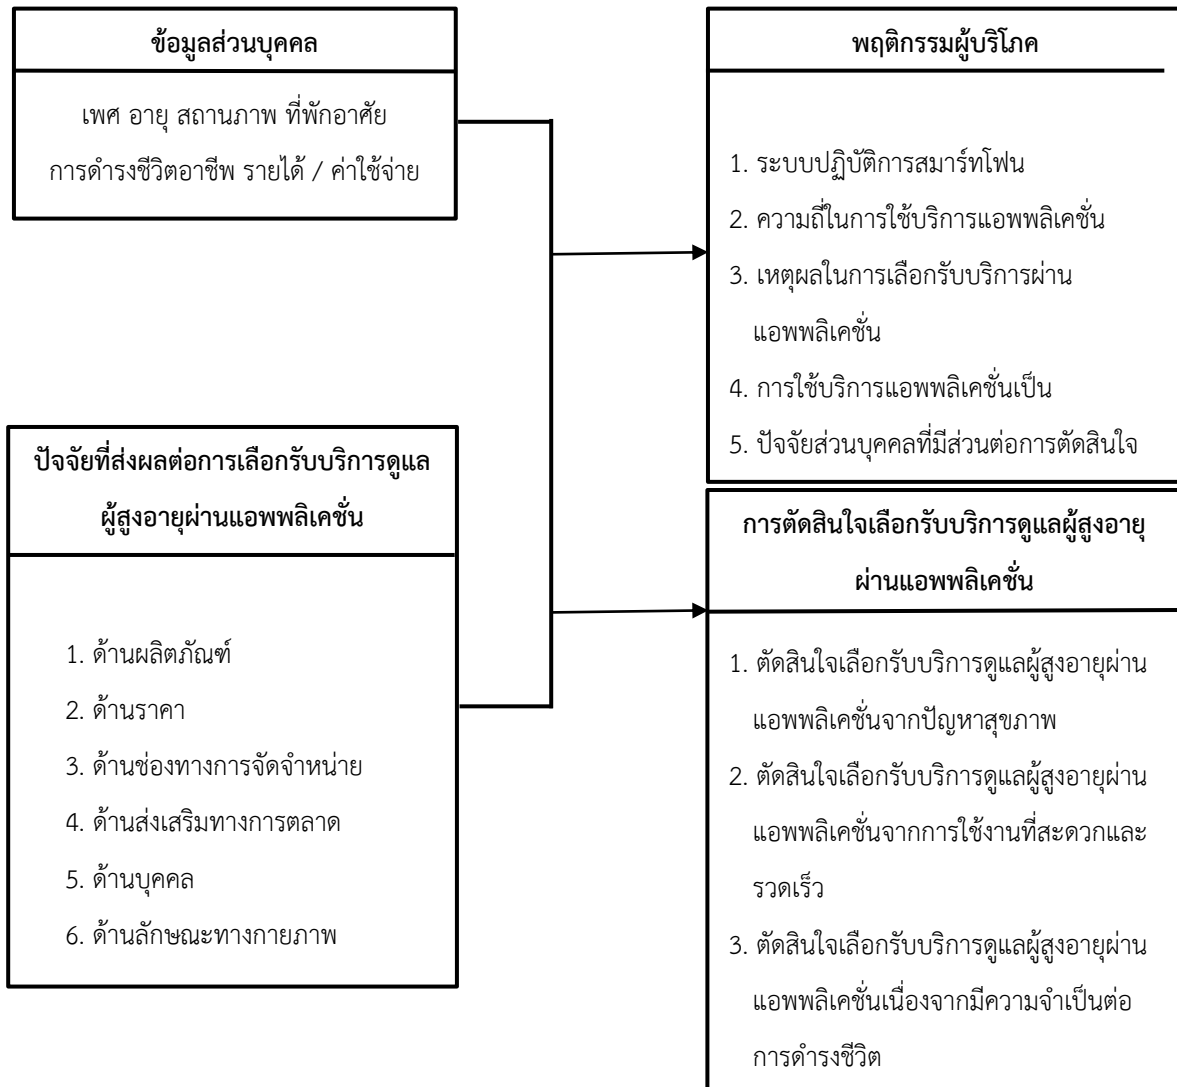 ข้อมูลส่วนบุคคล
เพศ อายุ สถานภาพ ที่พักอาศัย
การดำรงชีวิตอาชีพ รายได้ / ค่าใช้จ่าย
ปัจจัยที่ส่งผลต่อการเลือกรับบริการดูแล
ผู้สูงอายุผ่านแอพพลิเคชั่น
1. ด้านผลิตภัณฑ์
2. ด้านราคา
3. ด้านช่องทางการจัดจำหน่าย
4. ด้านส่งเสริมทางการตลาด
5. ด้านบุคคล
6. ด้านลักษณะทางกายภาพ
พฤติกรรมผู้บริโภค
1. ระบบปฏิบัติการสมาร์ทโฟน
2. ความถี่ในการใช้บริการแอพพลิเคชั่น
3. เหตุผลในการเลือกรับบริการผ่าน
แอพพลิเคชั่น
4. การใช้บริการแอพพลิเคชั่นเป็น
5. ปัจจัยส่วนบุคคลที่มีส่วนต่อการตัดสินใจ
การตัดสินใจเลือกรับบริการดูแลผู้สูงอายุ
ผ่านแอพพลิเคชั่น
1. ตัดสินใจเลือกรับบริการดูแลผู้สูงอายุผ่าน
แอพพลิเคชั่นจากปัญหาสุขภาพ
2. ตัดสินใจเลือกรับบริการดูแลผู้สูงอายุผ่าน
แอพพลิเคชั่นจากการใช้งานที่สะดวกและ
รวดเร็ว
3. ตัดสินใจเลือกรับบริการดูแลผู้สูงอายุผ่าน
แอพพลิเคชั่นเนื่องจากมีความจำเป็นต่อ
การดำรงชีวิต